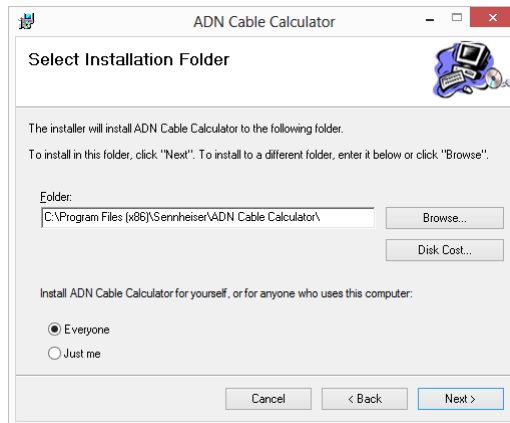 ADN Cable Calculator
Select Installation Folder
The installer will install ADN Cable Calculator to the following folder.
To install in this folder, click "Next". To install to a different folder, enter it below or click "Browse".
Folder:
C:\Program Files (x86)\Sennheiser\ADN Cable Calculator\
Browse...
Disk Cost...
Install ADN Cable Calculator for yourself, or for anyone who uses this computer:
Everyone
Just me
Cancel
< Back
Next >